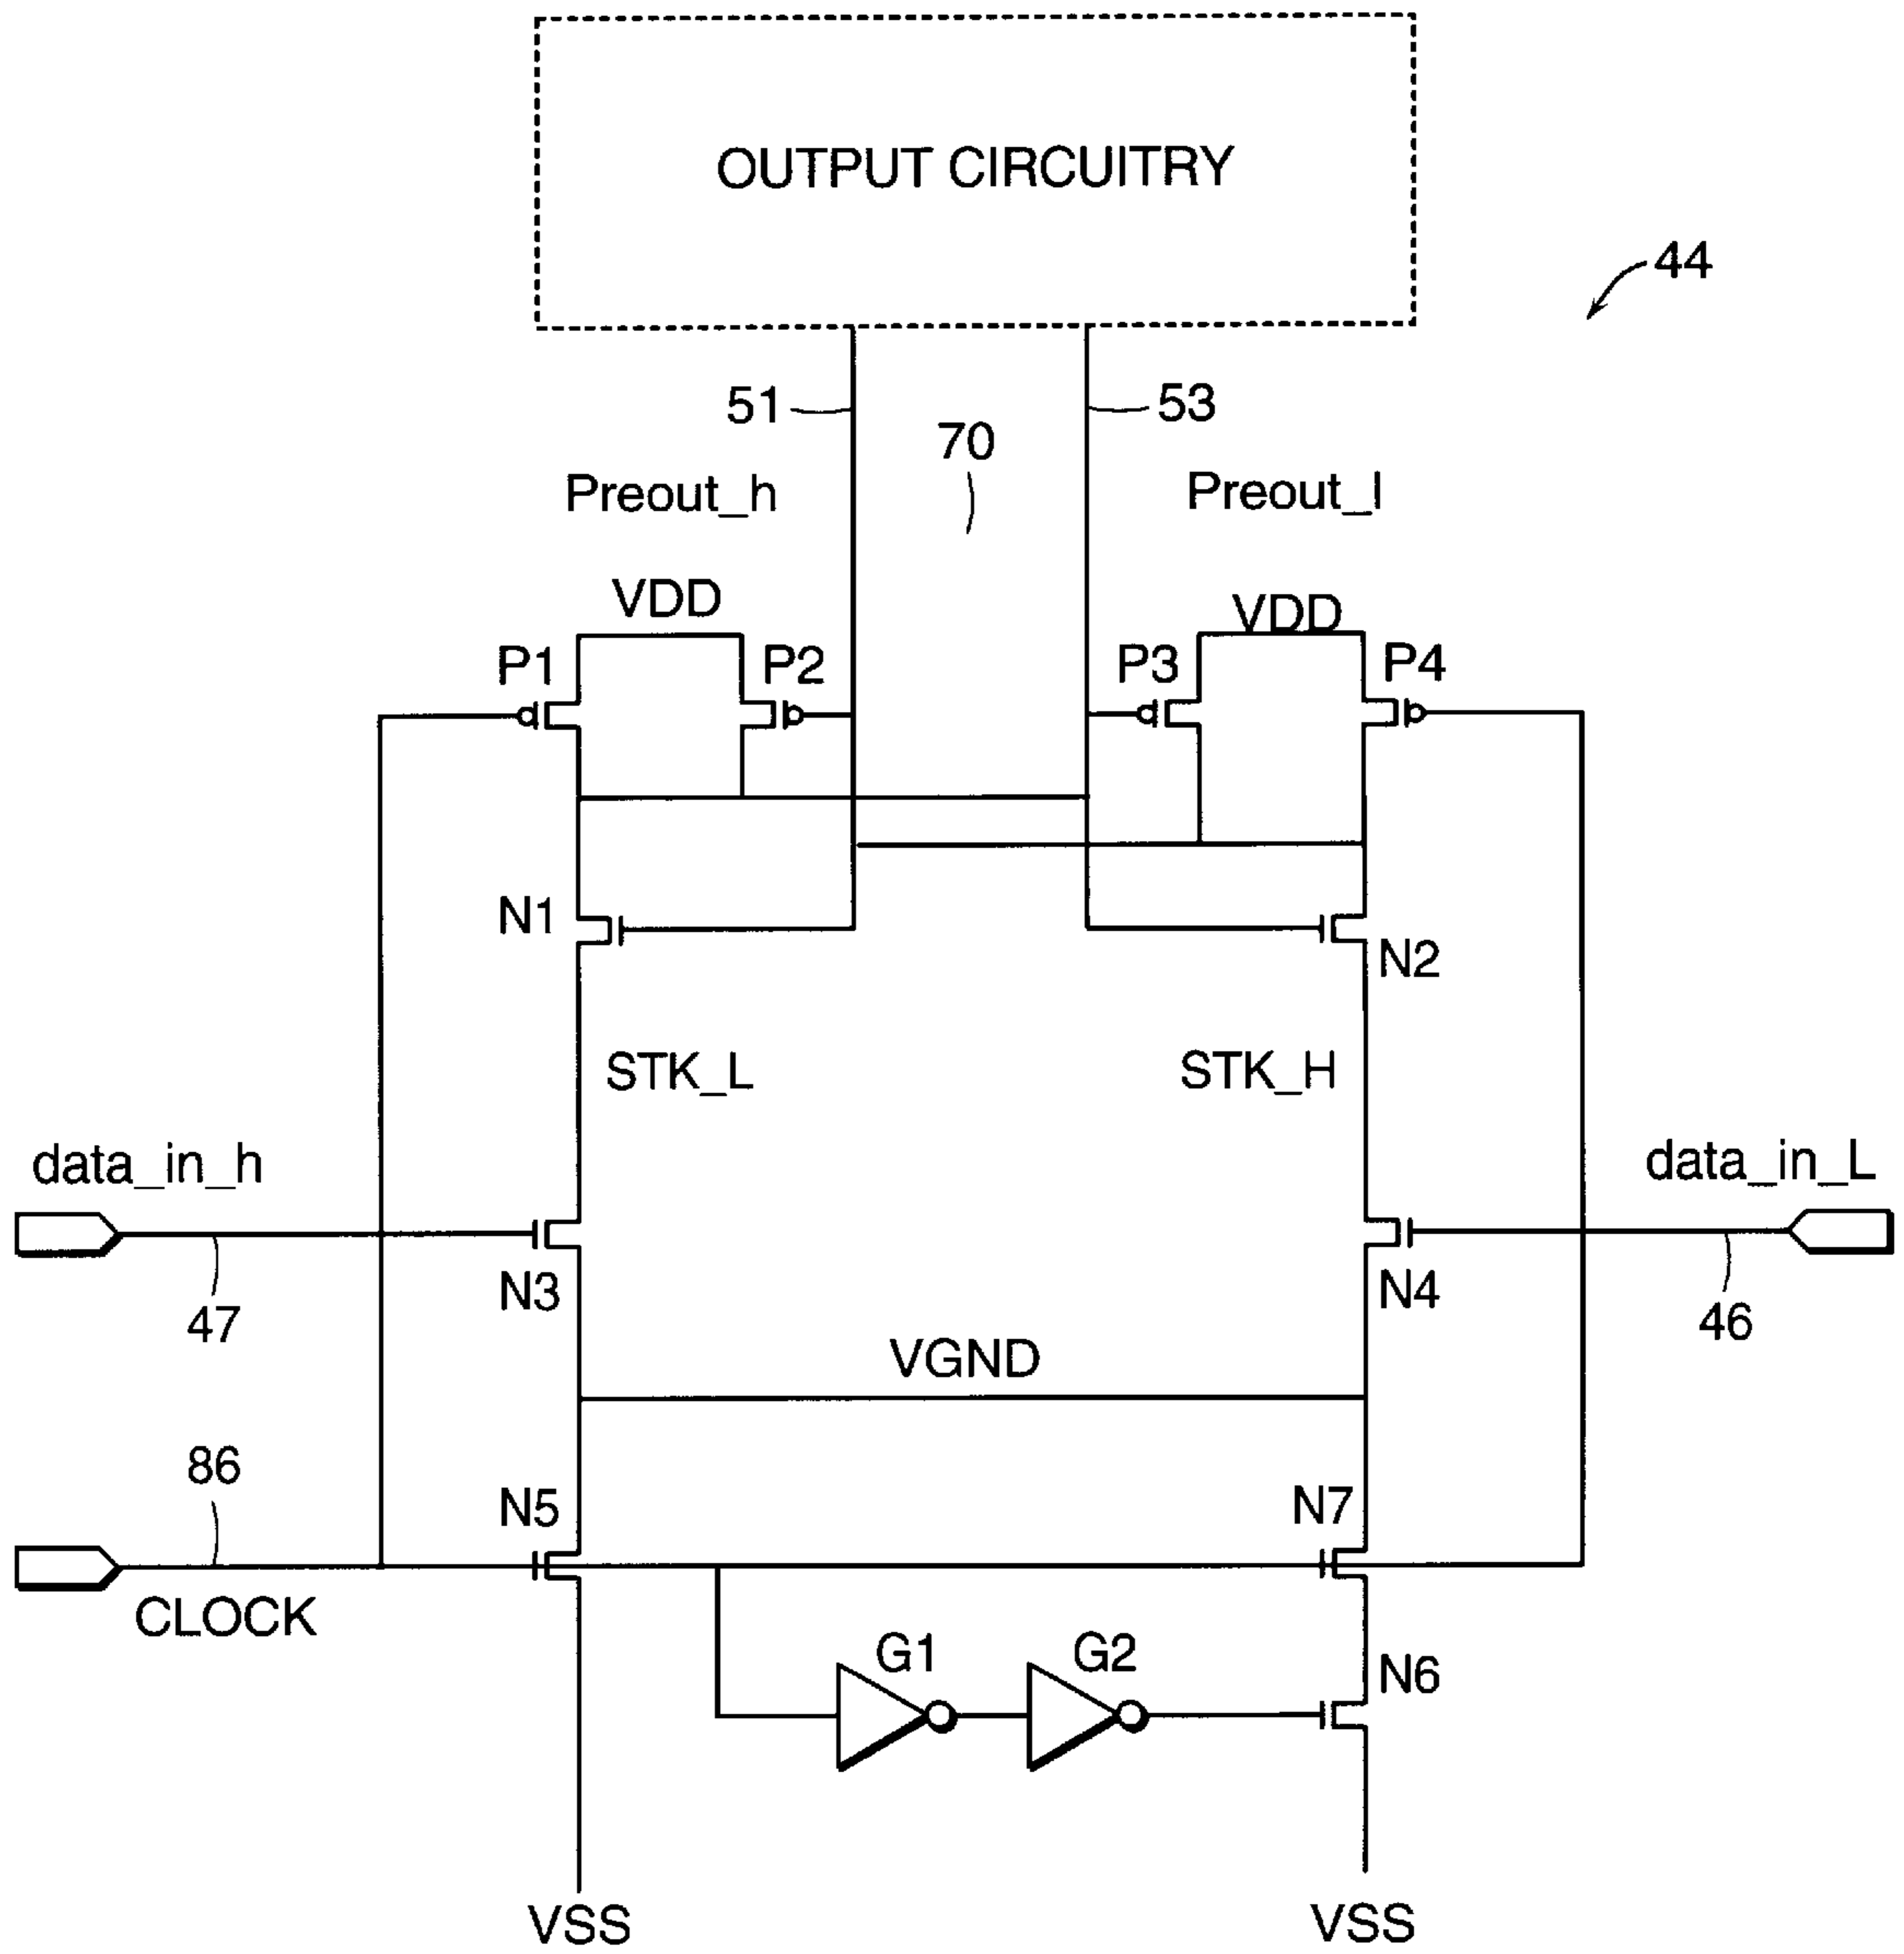 OUTPUT CIRCUITRY
44
51
53
70
Preout_h
Preout_l
VDD
VDD
P1
P2
P3
P4
N1
N2
STK_L
STK_H
data_in_h
data_in_L
N3
N4
47
46
VGND
86
N5
N7
CLOCK
G1
G2
N6
VSS
VSS